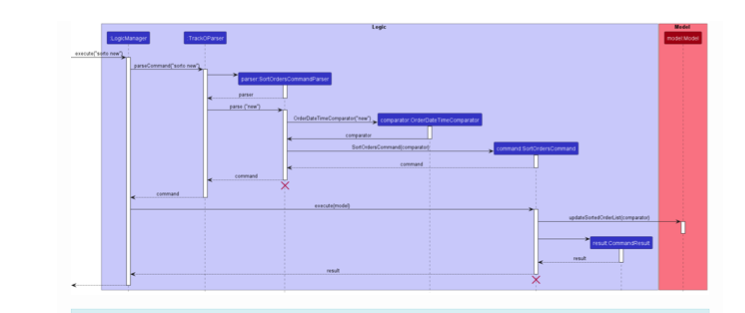 Logic
Model
:LogicManager
:TrackOParser
model:Model
execute("sorto new")
parseCommand("sorto new")
parser:SortOrdersCommandParser
parser
parse ("new")
OrderDateTimeComparator("new")
comparator:OrderDateTimeComparator
comparator
SortOrdersCommand(comparator)
command:SortOrdersCommand
command
command
command
execute(model)
updateSortedOrderList(comparator)
result:CommandResult
result
result